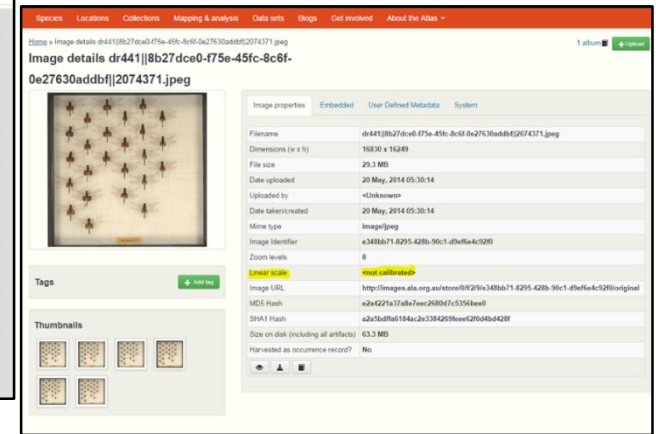 Species Locations Collections Mapping & analysis Data sets Blogs Get involved About the Atlas
Home » Image details dr441||8b27dce0-f75e-45fc-8c6f-0e27630addbf||2074371.jpeg
1 album
Upload
Image details dr441||8b27dce0-f75e-45fc-8c6f-
0e27630addbf||2074371.jpeg
Image properties Embedded User Defined Metadata System
Filename dr441||8b27dce0-f75e-45fc-8c6f-0e27630addbf||2074371.jpeg
Dimensions (w x h) 16830 x 16249
File size 29.3 MB
Date uploaded 20 May, 2014 05:30:14
Uploaded by <Unknown>
Date taken/created 20 May, 2014 05:30:14
Mime type image/jpeg
Image Identifier e348bb71-8295-428b-90c1-d9ef6e4c92f0
Zoom levels 8
Linear scale <not calibrated>
Image URL http://images.ala.org.au/store/0/f/2/9/e348bb71-8295-428b-90c1-d9ef6e4c92f0/original
MD5 Hash e2a4221a37a8e7eec2680d7c5356bee0
SHA1 Hash
Size on disk (including all artifacts) 63.3 MB
Harvested as occurrence record? No
Tags
Add tag
Thumbnails